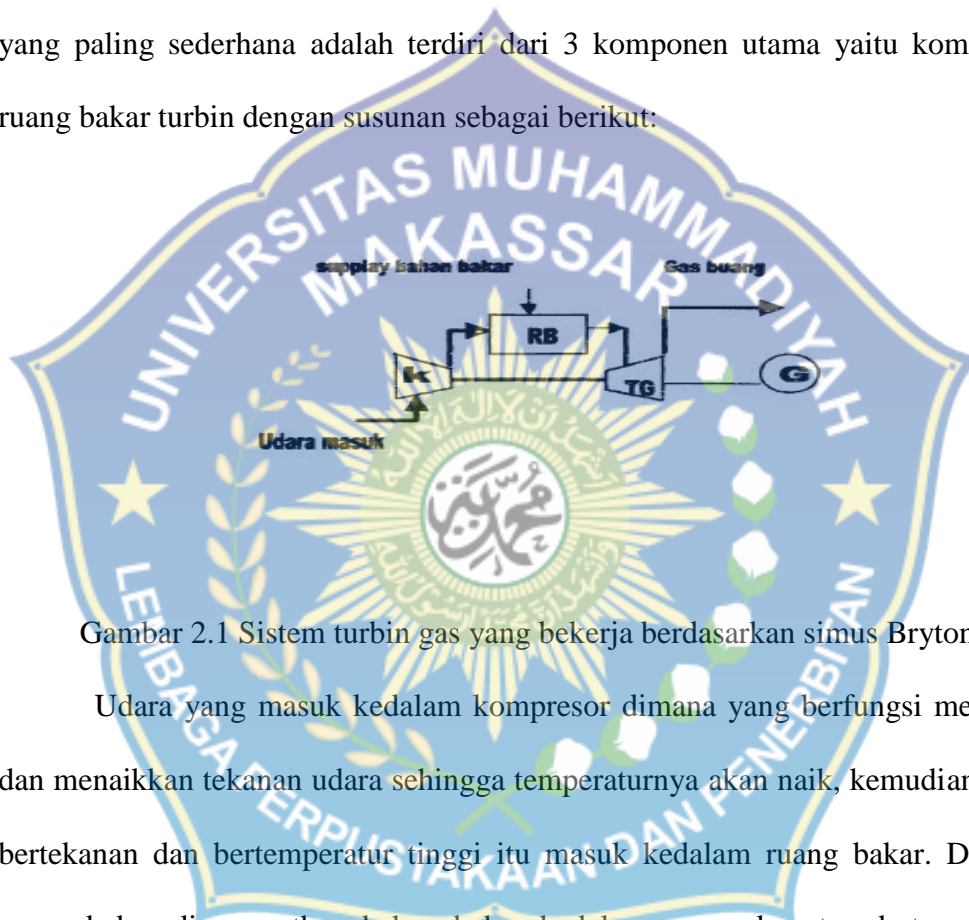 yang paling sederhana adalah terdiri dari 3 komponen utama yaitu kom
ruang bakar turbin dengan susunan sebagai berikut:
UNIVERSITAS MUHAMMADIYAH
MAKASSAR
supplay bahan bakar
Gas buang
RB
k
TG
G
Udara masuk
محمدية
LEMBAGA PERPUSTAKAAN DAN PENERBITAN
Gambar 2.1 Sistem turbin gas yang bekerja berdasarkan simus Bryton
Udara yang masuk kedalam kompresor dimana yang berfungsi me
dan menaikkan tekanan udara sehingga temperaturnya akan naik, kemudian
bertekanan dan bertemperatur tinggi itu masuk kedalam ruang bakar. D